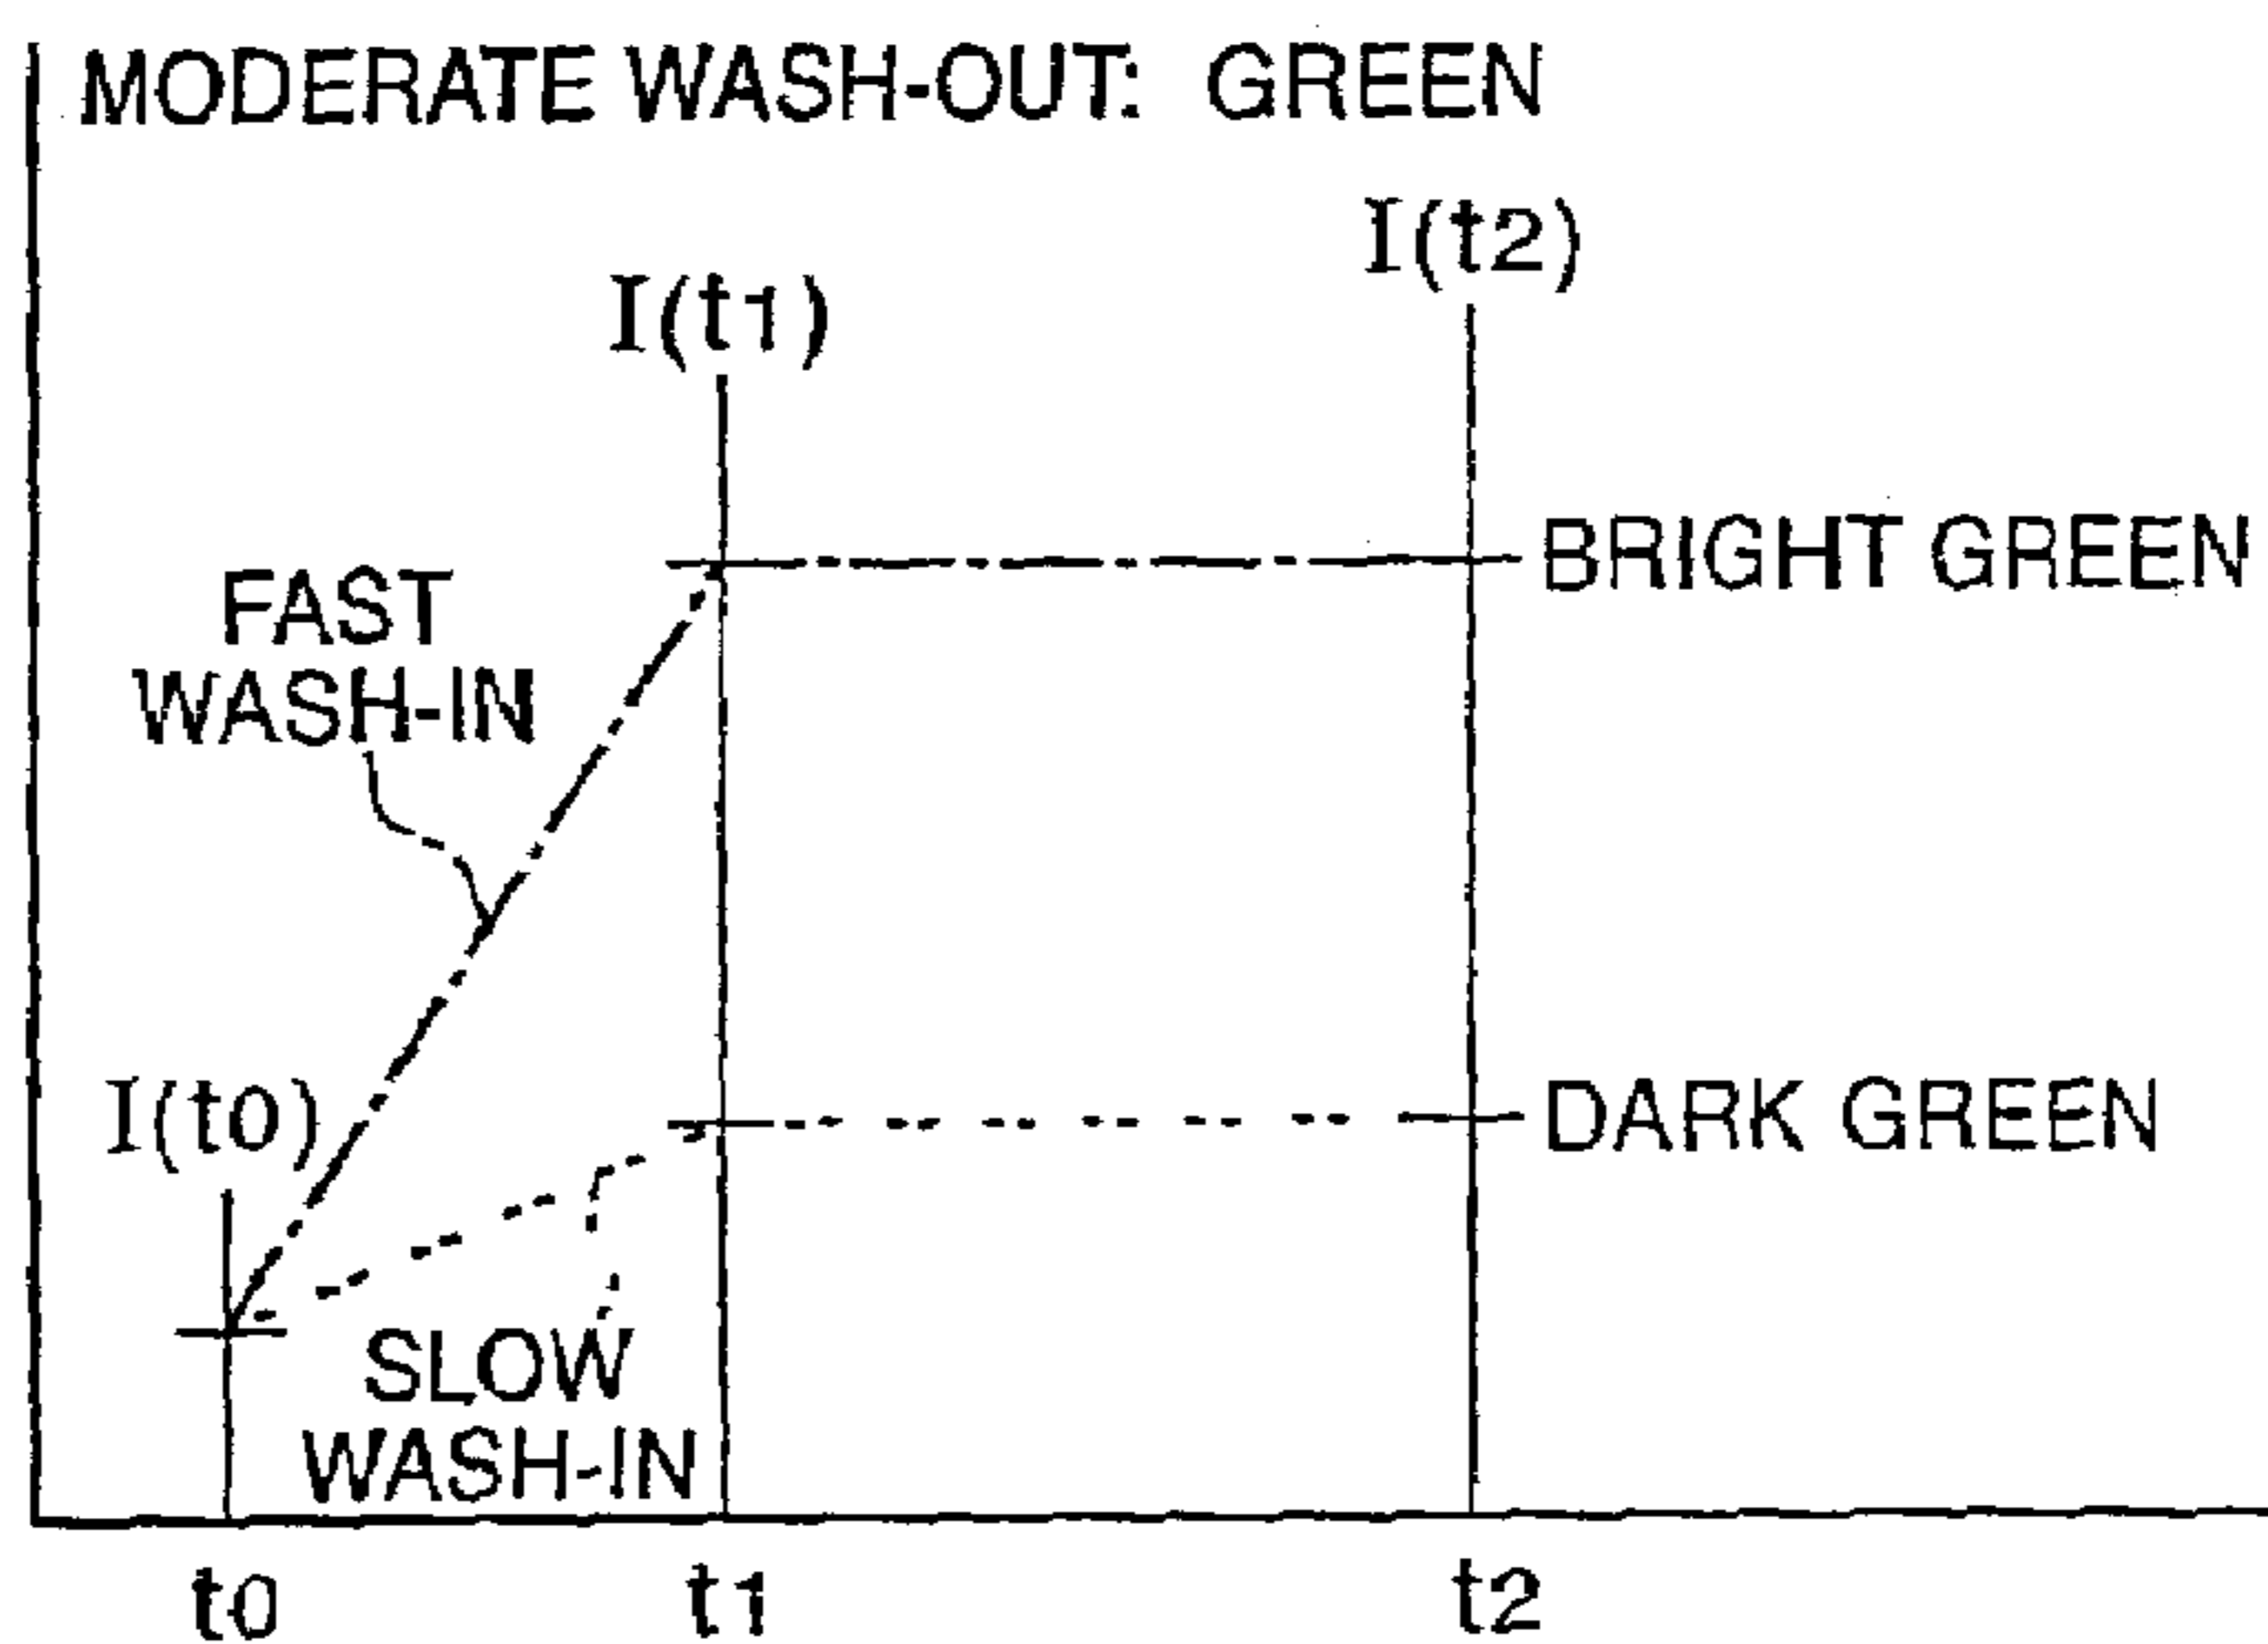 MODERATE WASH-OUT: GREEN
I(t2)
I(t1)
BRIGHT GREEN
FAST
WASH-IN
I(t0)
DARK GREEN
SLOW
WASH-IN
t0
t1
t2